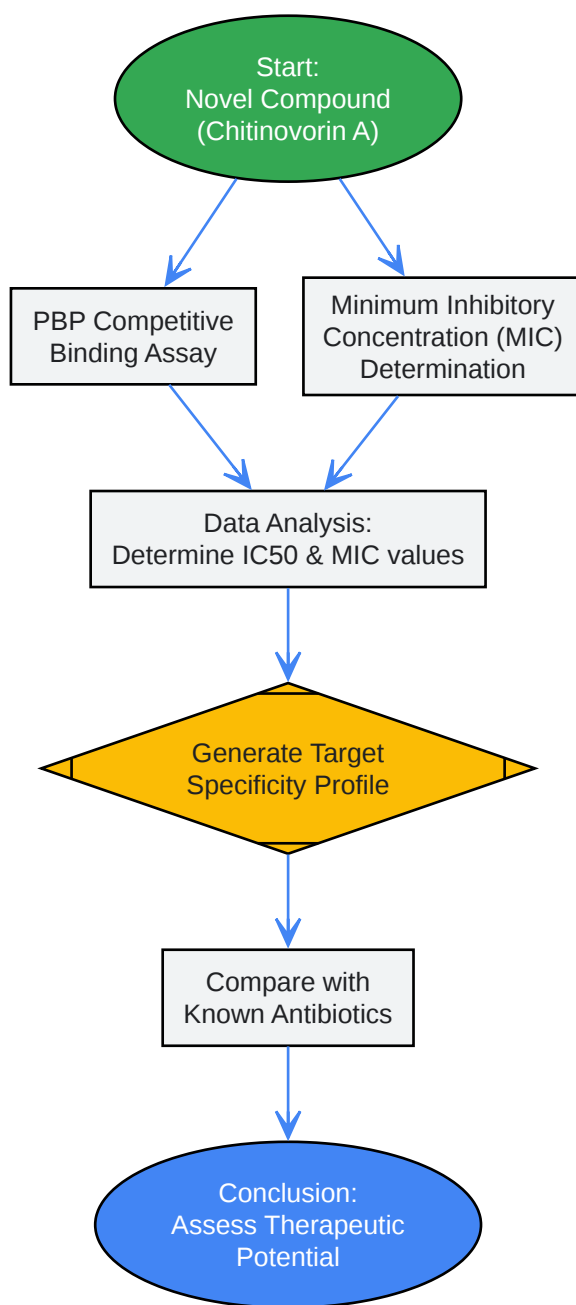 Start:
Novel Compound
(Chitinovorin A)
PBP Competitive
Binding Assay
Minimum Inhibitory
Concentration (MIC)
Determination
Data Analysis:
Determine IC50 & MIC values
Generate Target
Specificity Profile
Compare with
Known Antibiotics
Conclusion:
Assess Therapeutic
Potential